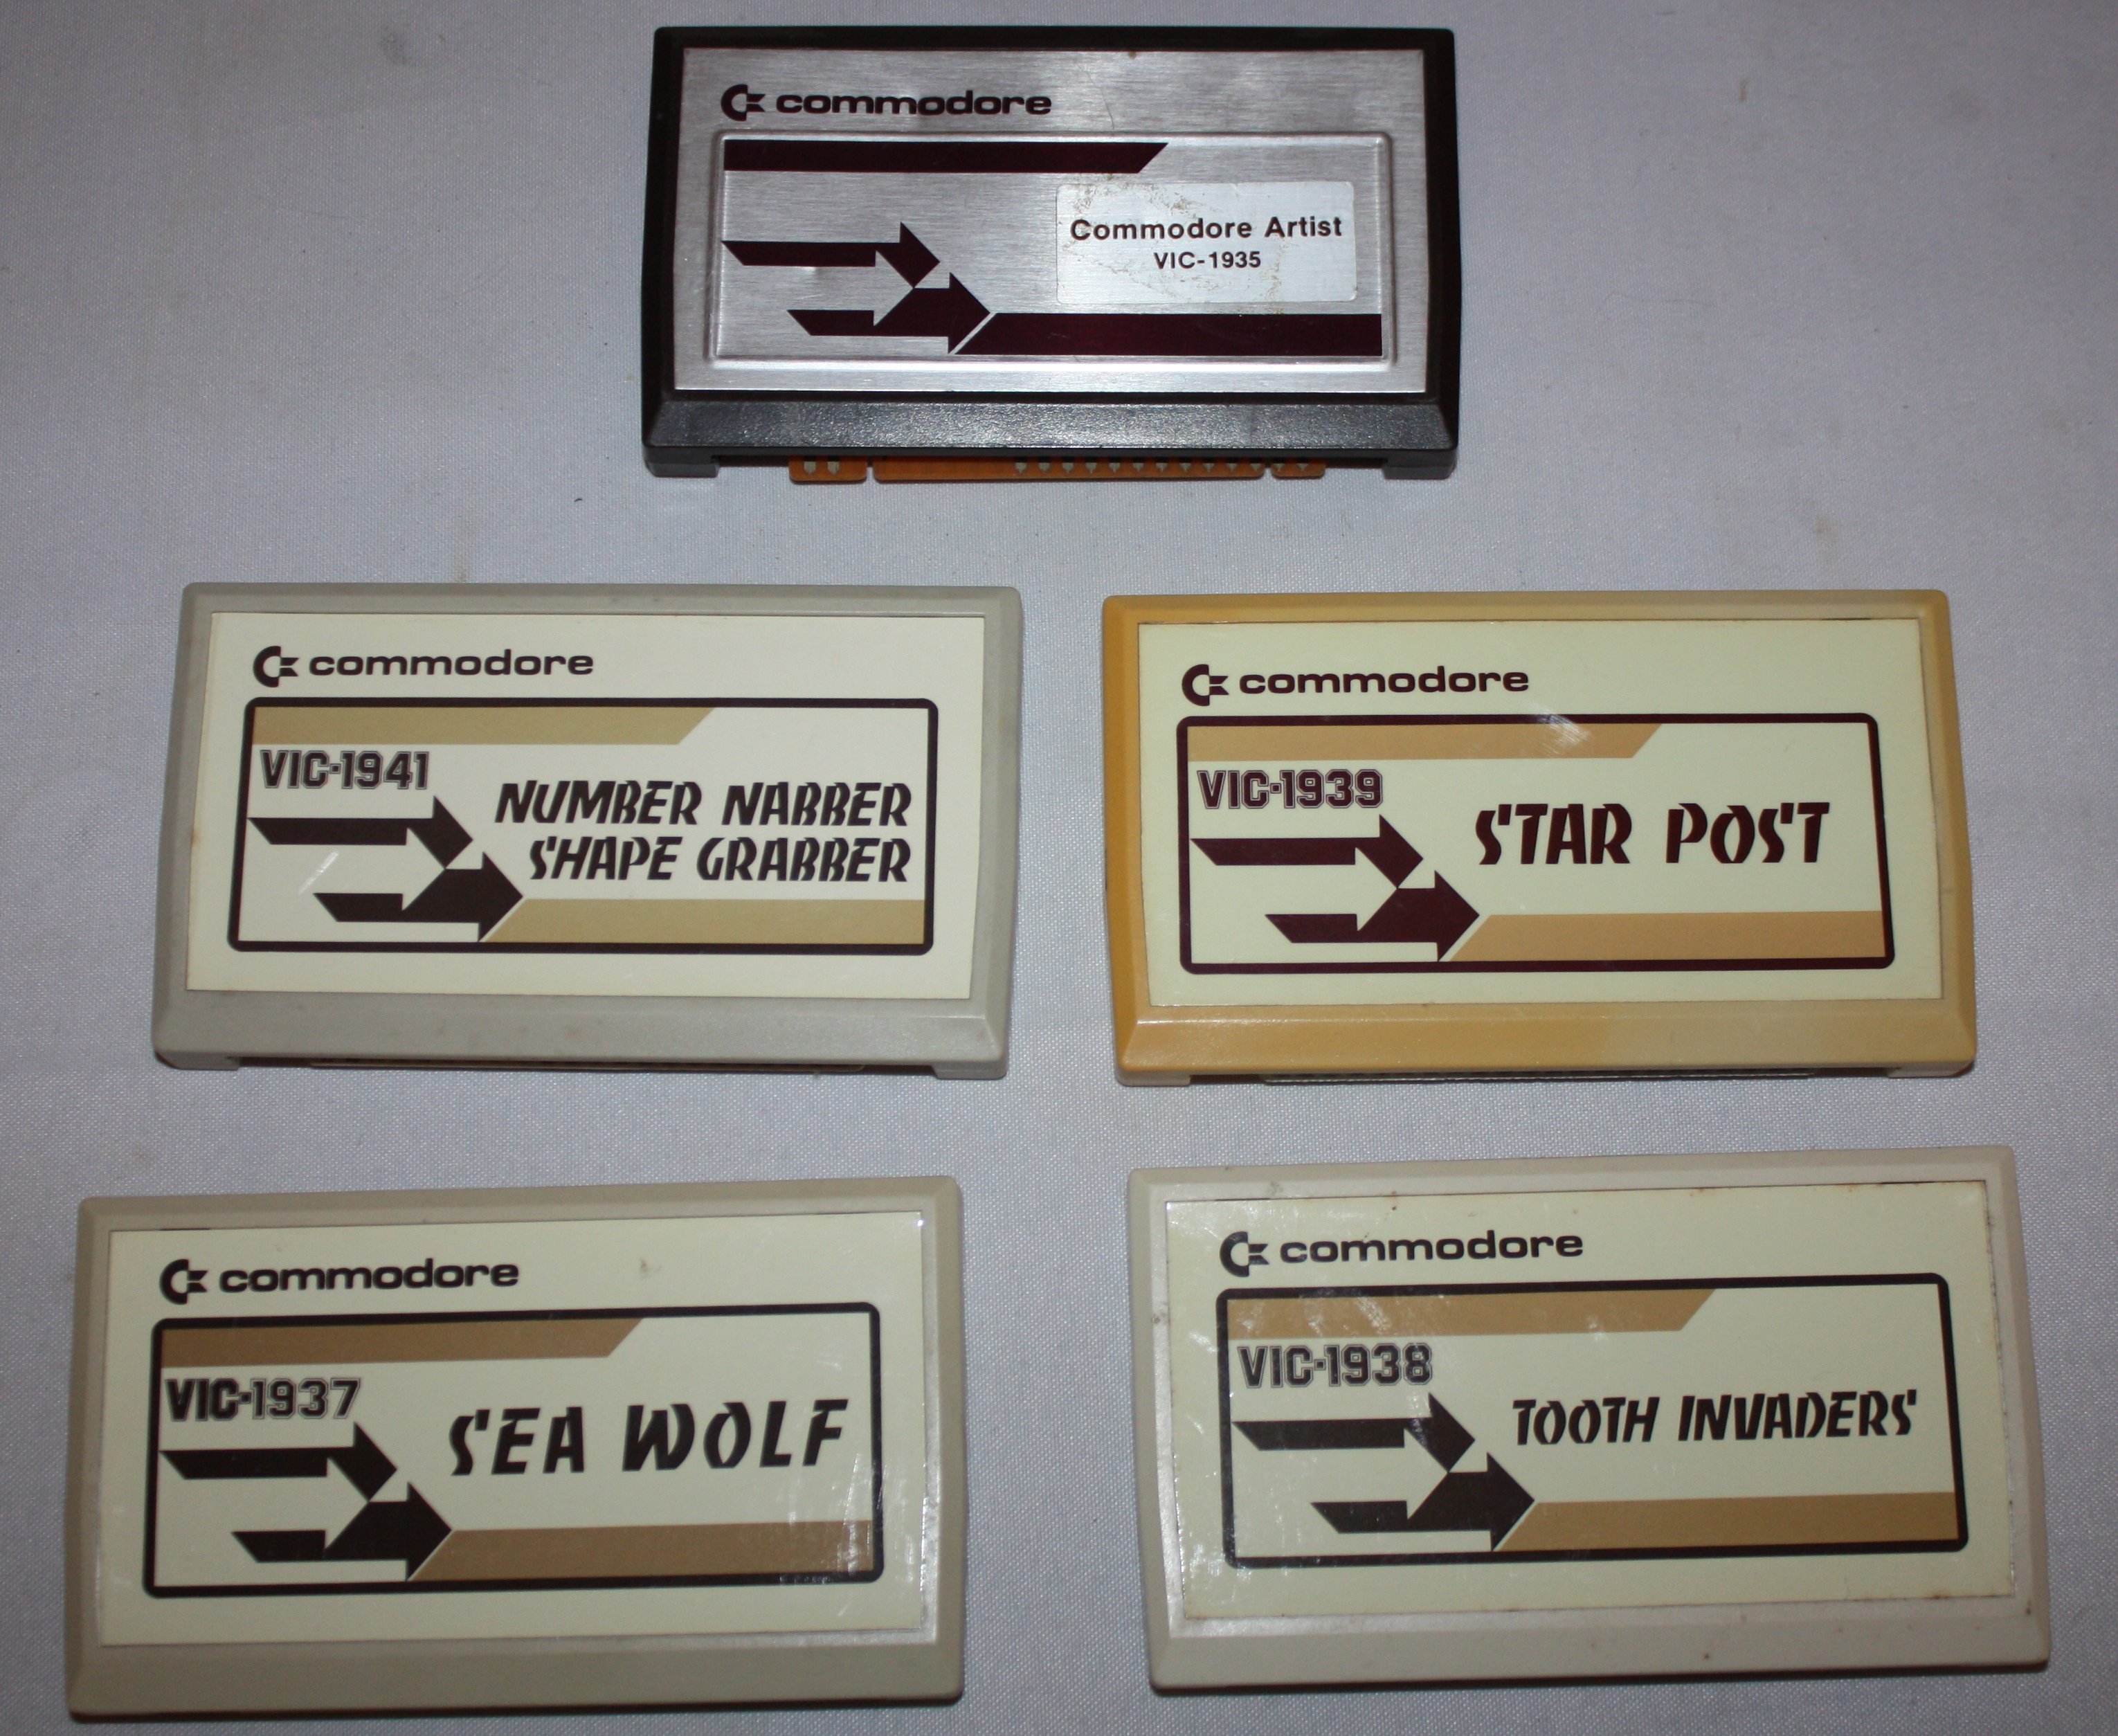 commodore
Commodore Artist
VIC-1935
commodore
VIC-1941
NUMBER NABBER
SHAPE GRABBER
commodore
VIC-1939
STAR POST
commodore
VIC-1937
SEA WOLF
commodore
VIC-1938
TOOTH INVADERS